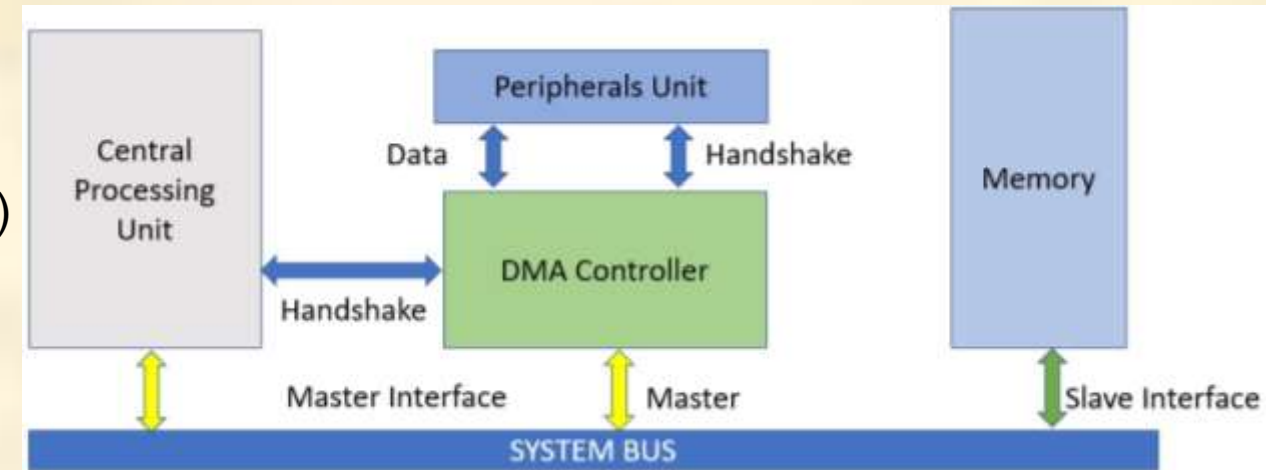 Peripherals Unit
Central
Processing
Unit
)
Data
Handshake
Memory
DMA Controller
Handshake
Master Interface
Master
Slave Interface
SYSTEM BUS